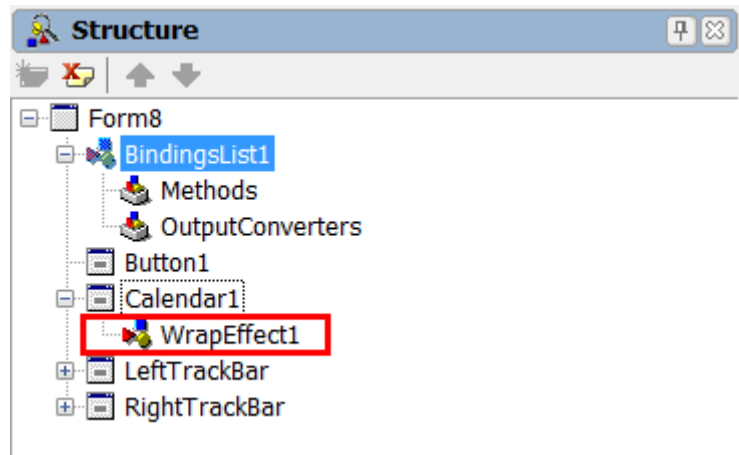 Structure
Form8
BindingsList1
Methods
OutputConverters
Button1
Calendar1
WrapEffect1
LeftTrackBar
RightTrackBar